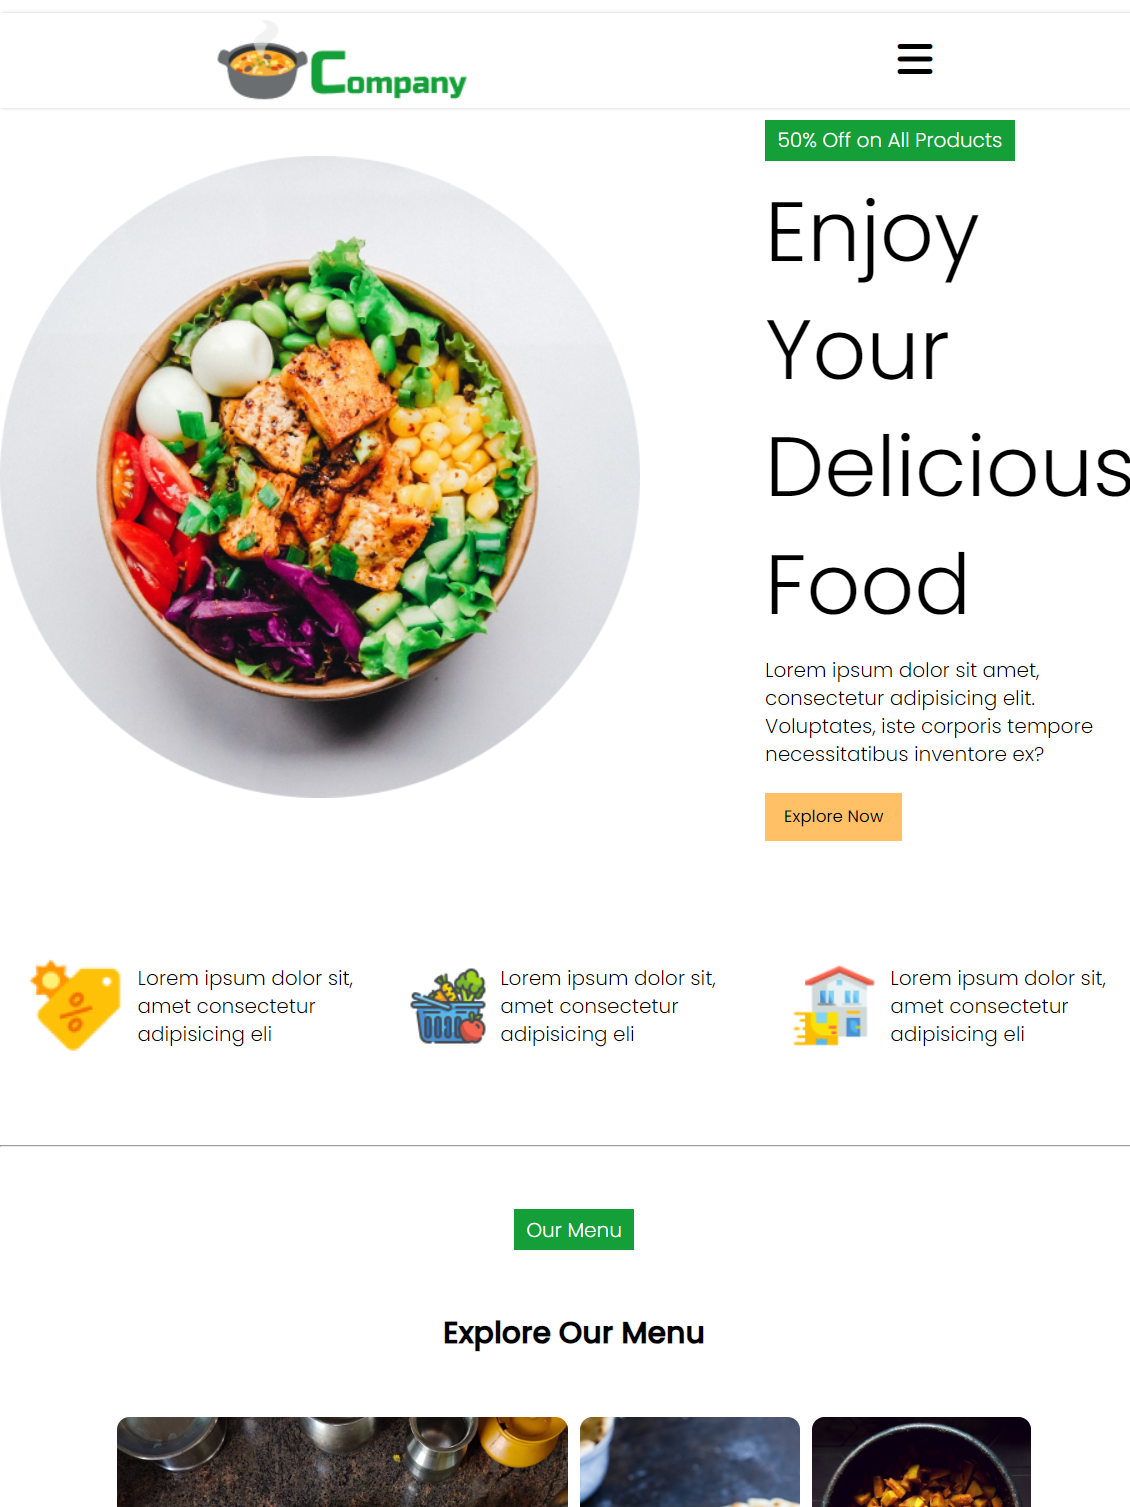 Company
50% Off on All Products
Enjoy
Your
Delicious
Food
Lorem ipsum dolor sit amet,
consectetur adipisicing elit.
Voluptates, iste corporis tempore
necessitatibus inventore ex?
Explore Now
%
Lorem ipsum dolor sit,
amet consectetur
adipisicing eli
Lorem ipsum dolor sit,
amet consectetur
adipisicing eli
Lorem ipsum dolor sit,
amet consectetur
adipisicing eli
Our Menu
Explore Our Menu